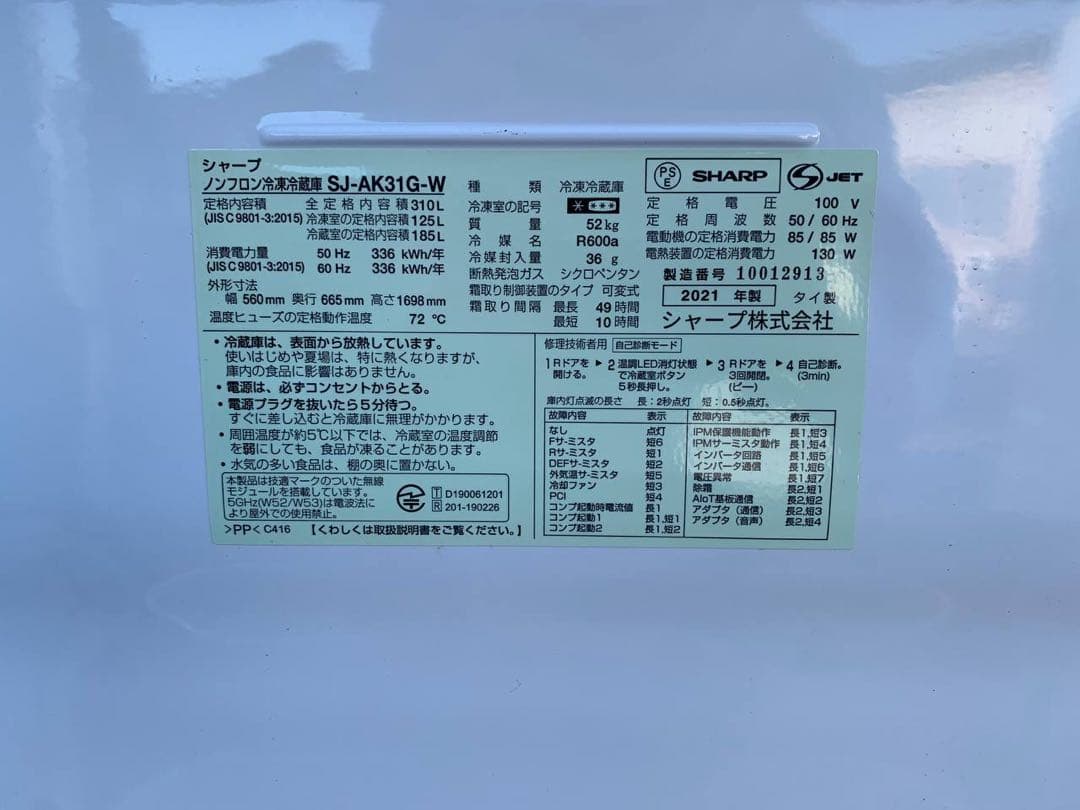 シャープ
ノンフロン冷凍冷蔵庫 SJ-AK31G-W
定格内容積 全定格内容積 310L
(JIS C 9801-3:2015) 冷凍室の定格内容積 125L
冷蔵室の定格内容積 185L
消費電力量 50 Hz 336 kWh/年
(JIS C 9801-3:2015) 60 Hz 336 kWh/年
外形寸法
幅 560mm 奥行 665mm 高さ 1698mm
温度ヒューズの定格動作温度 72 ℃
種類 冷凍冷蔵庫
冷凍室の記号
質量 52kg
冷媒名 R600a
冷媒封入量 36 g
断熱発泡ガス シクロペンタン
霜取り制御装置のタイプ 可変式
霜取り間隔 最長 49時間
最短 10時間
PSE SHARP S JET
定格電圧 100 V
定格周波数 50/60 Hz
電動機の定格消費電力 85/85 W
電熱装置の定格消費電力 130 W
製造番号 10012913
2021 年製 タイ製
シャープ株式会社
・冷蔵庫は、表面から放熱しています。
使いはじめや夏場は、特に熱くなりますが、
庫内の食品に影響はありません。
・電源は、必ずコンセントからとる。
・電源プラグを抜いたら5分待つ。
すぐに差し込むと冷蔵庫に無理がかかります。
・周囲温度が約5℃以下では、冷蔵室の温度調節
を弱にしても、食品が凍ることがあります。
・水気の多い食品は、棚の奥に置かない。
本製品は技適マークのついた無線
モジュールを搭載しています。
5GHz(W52/W53)は電波法に
より屋外での使用禁止。
T D190061201
R 201-190226
>PP< C416 【くわしくは取扱説明書をご覧ください。】
修理技術者用 自己診断モード
1 Rドアを開ける。 ▶ 2 温調LED消灯状態で冷蔵室ボタン5秒長押し。 ▶ 3 Rドアを3回開閉。(ピー) ▶ 4 自己診断。(3min)
庫内灯点滅の長さ 長:2秒点灯 短:0.5秒点灯。
故障内容 表示 故障内容 表示
なし 点灯 IPM保護機能動作 長1,短3
Fサーミスタ 短6 IPMサーミスタ動作 長1,短4
Rサーミスタ 短1 インバータ回路 長1,短5
DEFサーミスタ 短2 インバータ通信 長1,短6
外気温サーミスタ 短5 電圧異常 長1,短7
冷却ファン 短3 除霜 長2,短1
PCI 短4 AIoT基板通信 長2,短2
コンプ起動時電流値 長1 アダプタ(通信) 長2,短3
コンプ起動1 長1,短1 アダプタ(音声) 長2,短4
コンプ起動2 長1,短2